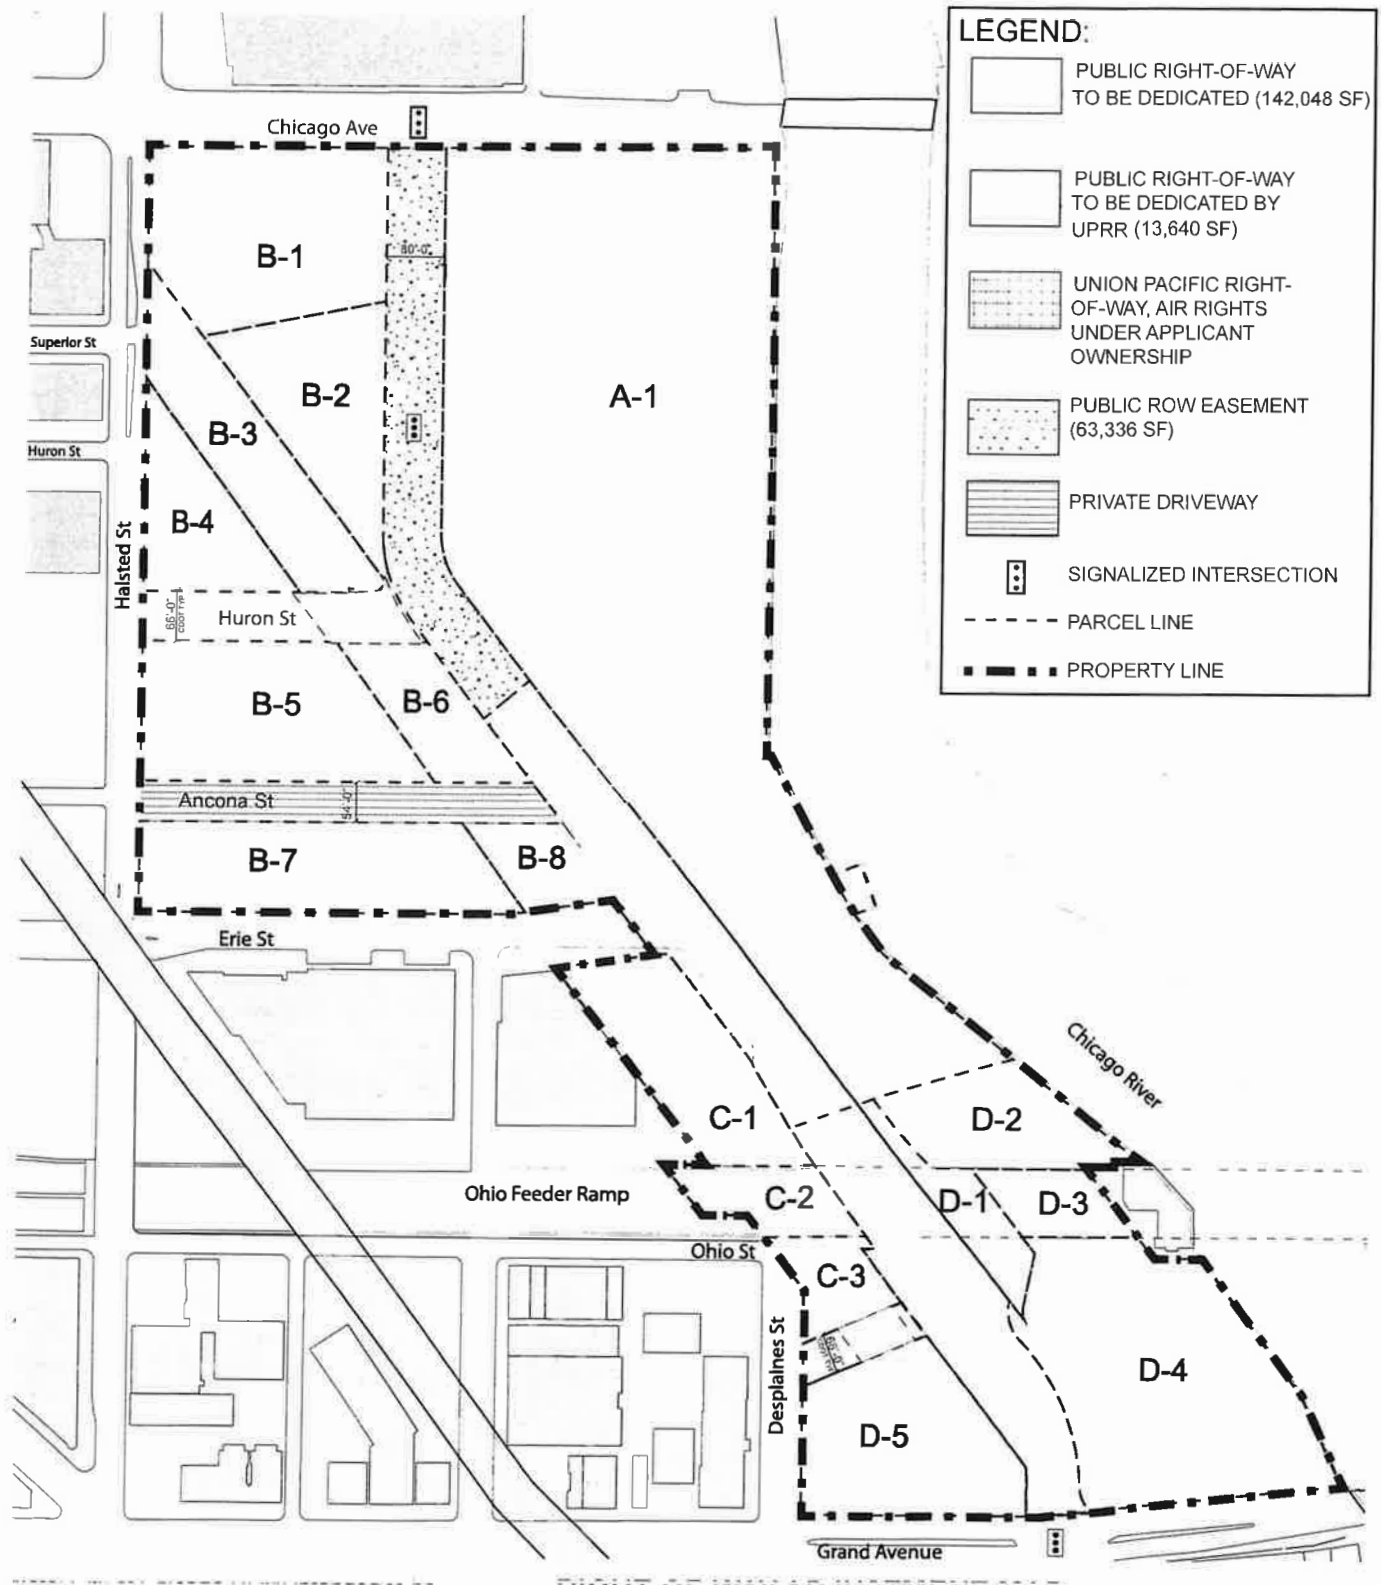 LEGEND:
PUBLIC RIGHT-OF-WAY
TO BE DEDICATED (142,048 SF)
PUBLIC RIGHT-OF-WAY
TO BE DEDICATED BY
UPRR (13,640 SF)
UNION PACIFIC RIGHT-
OF-WAY, AIR RIGHTS
UNDER APPLICANT
OWNERSHIP
PUBLIC ROW EASEMENT
(63,336 SF)
PRIVATE DRIVEWAY
SIGNALIZED INTERSECTION
PARCEL LINE
PROPERTY LINE
Chicago Ave
B-1
80'-0"
Superior St
B-2
A-1
B-3
Huron St
B-4
Halsted St
Huron St
66'-0"
B-5
B-6
Ancona St
54'-0"
B-7
B-8
Erie St
Chicago River
C-1
D-2
Ohio Feeder Ramp
C-2
D-1
D-3
Ohio St
C-3
66'-0"
Desplaines St
D-4
D-5
Grand Avenue